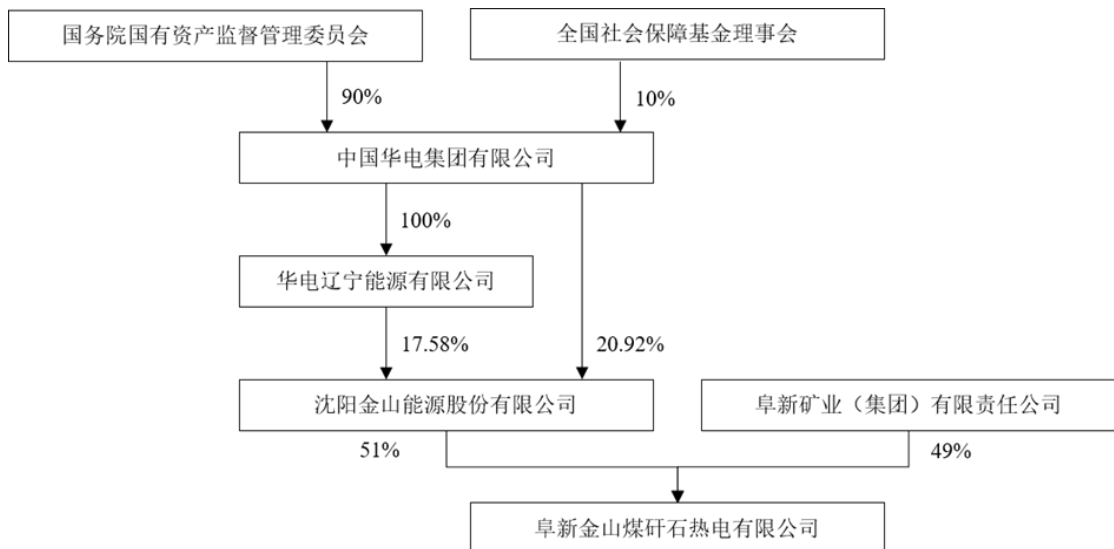 国务院国有资产监督管理委员会
全国社会保障基金理事会
90%
10%
中国华电集团有限公司
100%
华电辽宁能源有限公司
17.58%
20.92%
沈阳金山能源股份有限公司
阜新矿业（集团）有限责任公司
51%
49%
阜新金山煤矸石热电有限公司